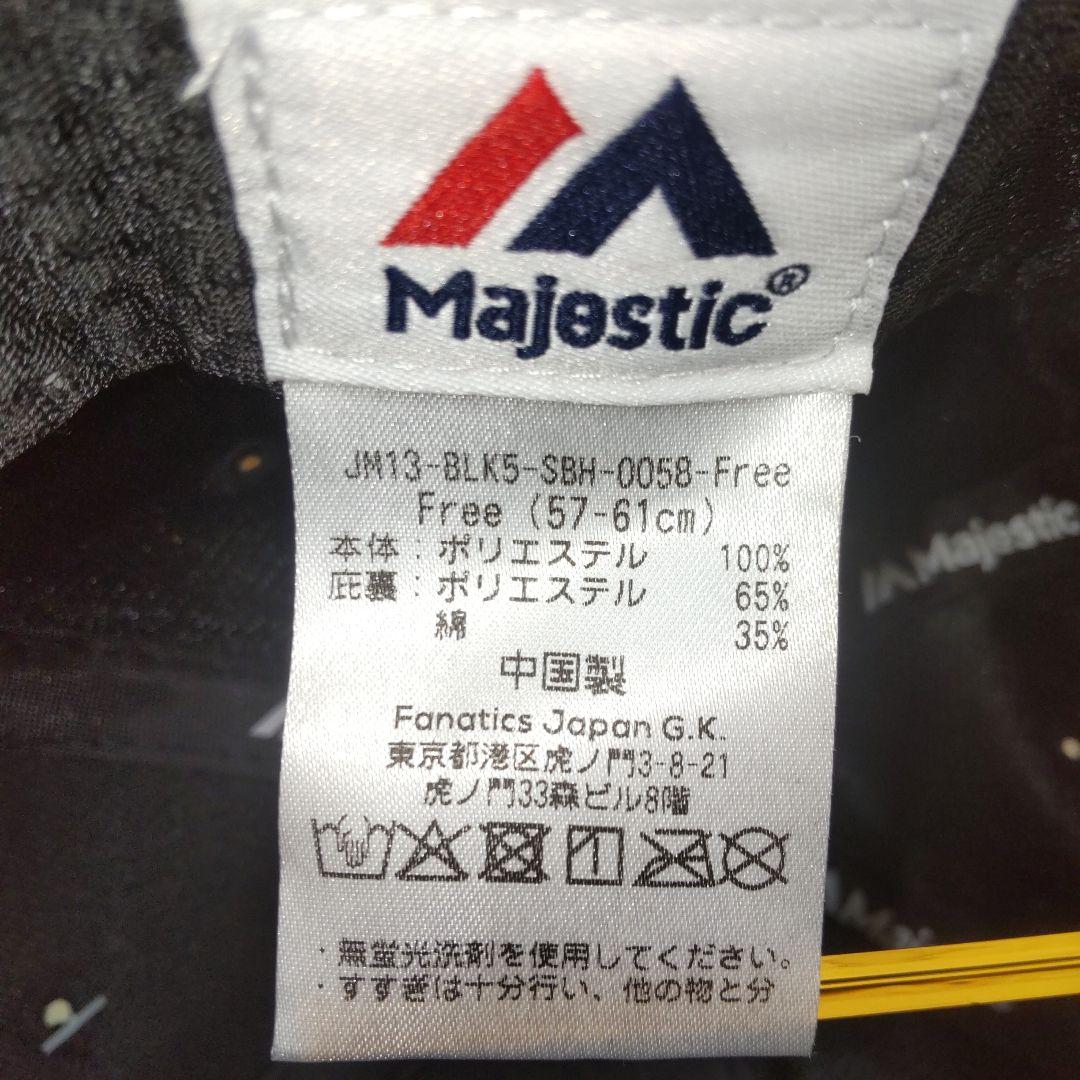 Majestic®
JM13-BLK5-SBH-0058-Free
Free (57-61cm)
本体：ポリエステル 100%
庇裏：ポリエステル 65%
綿 35%
中国製
Fanatics Japan G.K.
東京都港区虎ノ門3-8-21
虎ノ門33森ビル8階
・無蛍光洗剤を使用してください。
・すすぎは十分行い、他の物と分
Majestic
Maj